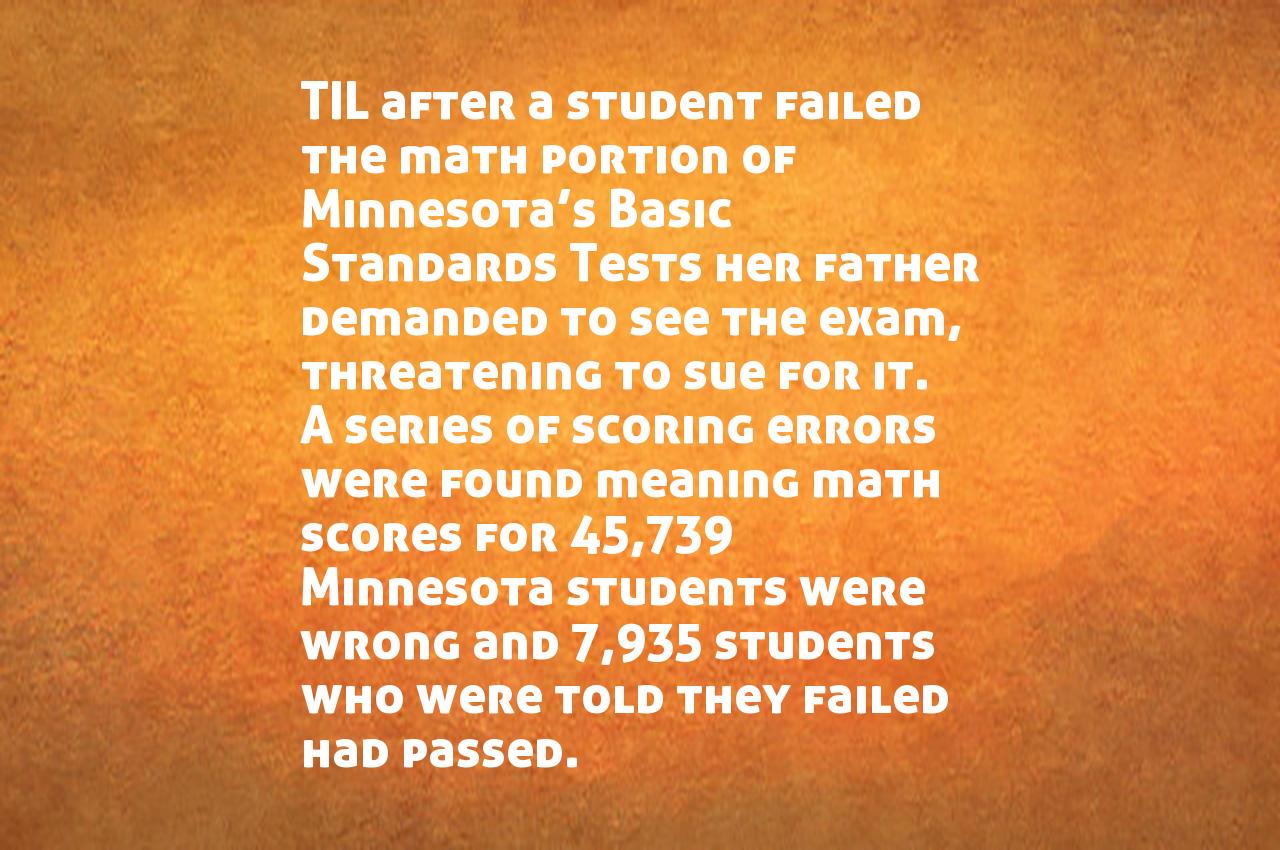 TIL after a student failed
the math portion of
Minnesota's Basic
Standards Tests her father
demanded to see the exam,
threatening to sue for it.
A series of scoring errors
were found meaning math
scores for 45,739
Minnesota students were
wrong and 7,935 students
who were told they failed
had passed.